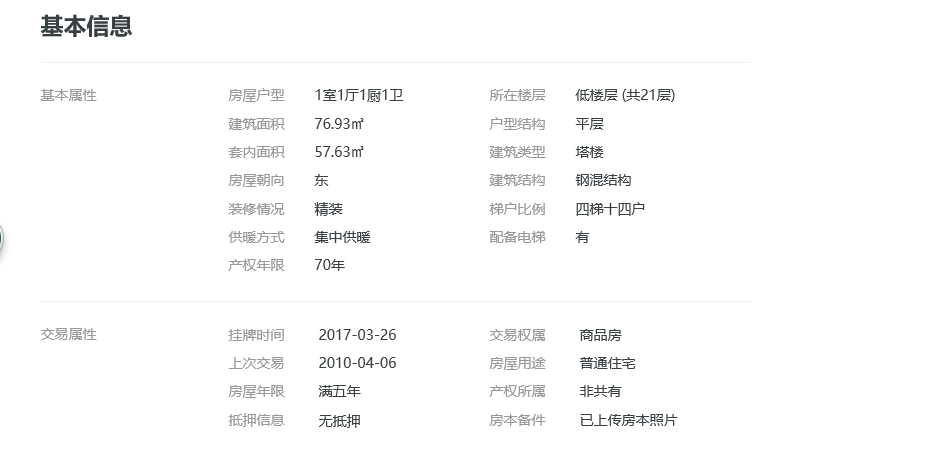 基本信息
基本属性 房屋户型 1室1厅1厨1卫 所在楼层 低楼层 (共21层)
建筑面积 76.93㎡ 户型结构 平层
套内面积 57.63㎡ 建筑类型 塔楼
房屋朝向 东 建筑结构 钢混结构
装修情况 精装 梯户比例 四梯十四户
供暖方式 集中供暖 配备电梯 有
产权年限 70年
交易属性 挂牌时间 2017-03-26 交易权属 商品房
上次交易 2010-04-06 房屋用途 普通住宅
房屋年限 满五年 产权所属 非共有
抵押信息 无抵押 房本备件 已上传房本照片